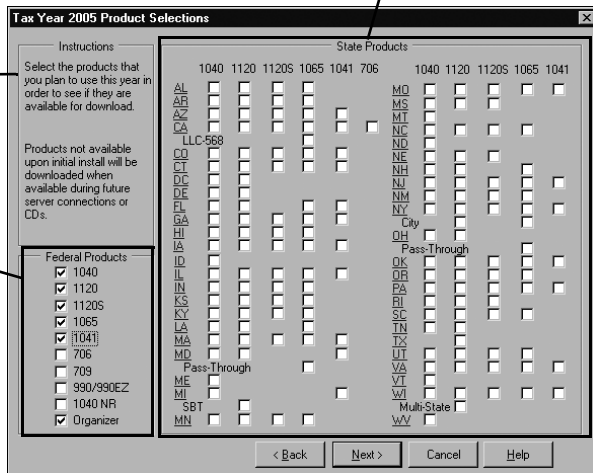 Tax Year 2005 Product Selections
Instructions
Select the products that
you plan to use this year in
order to see if they are
available for download.
Products not available
upon initial install will be
downloaded when
available during future
server connections or
CDs.
Federal Products
1040
1120
1120S
1065
1041
706
709
990/990EZ
1040 NR
Organizer
State Products
1040 1120 1120S 1065 1041 706
AL
AR
AZ
CA
LLC-568
CO
CT
DC
DE
FL
GA
HI
IA
ID
IL
IN
KS
KY
LA
MA
MD
Pass-Through
ME
MI
SBT
MN
1040 1120 1120S 1065 1041
MO
MS
MT
NC
ND
NE
NH
NJ
NM
NY
City
OH
Pass-Through
OK
OR
PA
RI
SC
TN
TX
UT
VA
VT
WI
Multi-State
WV
< Back
Next >
Cancel
Help